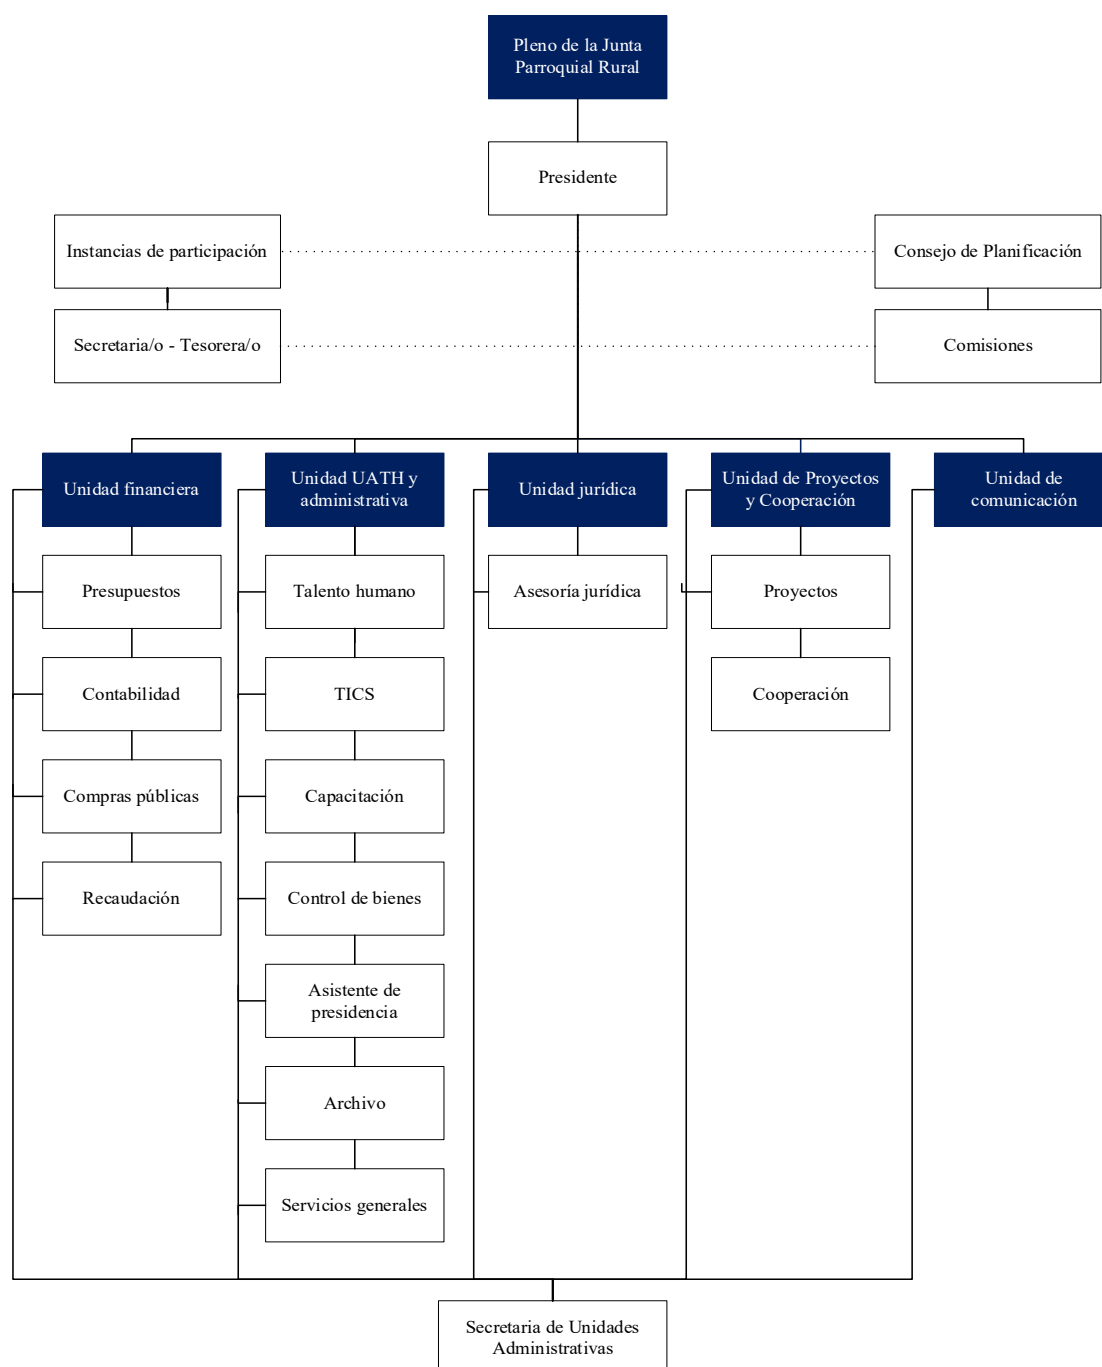 Pleno de la Junta
Parroquial Rural
Presidente
Instancias de participación
Consejo de Planificación
Secretaria/o - Tesorera/o
Comisiones
Unidad financiera
Unidad UATH y
administrativa
Unidad jurídica
Unidad de Proyectos
y Cooperación
Unidad de
comunicación
Presupuestos
Talento humano
Asesoría jurídica
Proyectos
Contabilidad
TICS
Cooperación
Compras públicas
Capacitación
Recaudación
Control de bienes
Asistente de
presidencia
Archivo
Servicios generales
Secretaria de Unidades
Administrativas